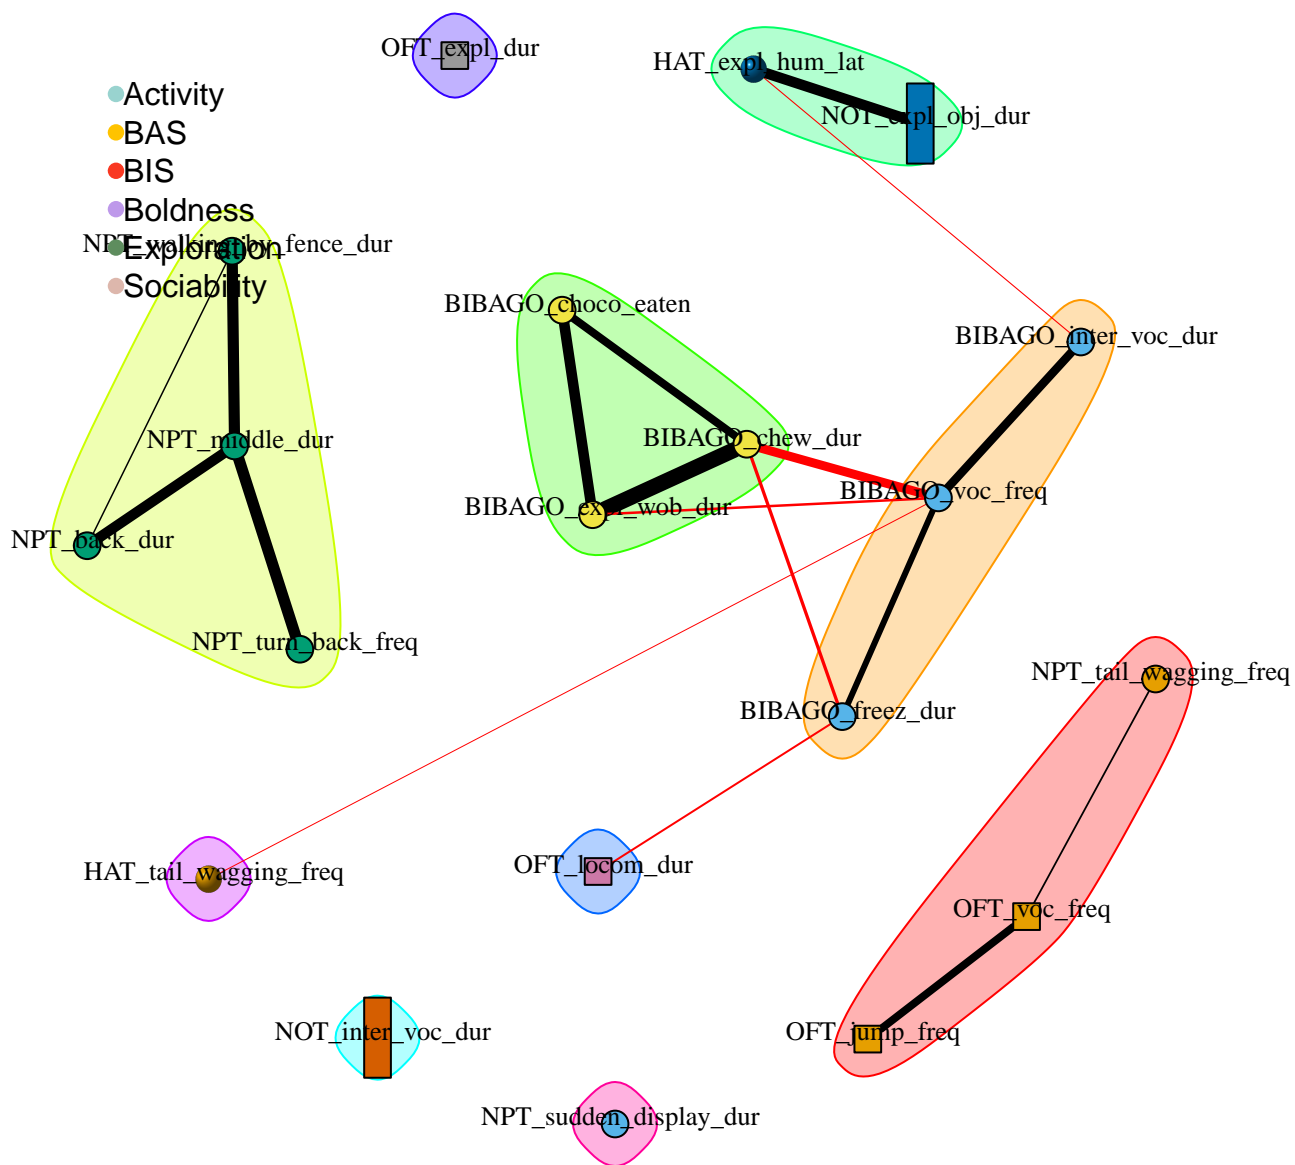 OFT_expl_dur
HAT_expl_hum_lat
NOT_expl_obj_dur
Activity
BAS
BIS
Boldness
NPT_walking_by_fence_dur
Exploration
Sociability
BIBAGO_choco_eaten
BIBAGO_inter_voc_dur
NPT_middle_dur
BIBAGO_chew_dur
BIBAGO_voc_freq
BIBAGO_expl_wob_dur
NPT_back_dur
NPT_turn_back_freq
NPT_tail_wagging_freq
BIBAGO_freez_dur
HAT_tail_wagging_freq
OFT_locom_dur
OFT_voc_freq
NOT_inter_voc_dur
OFT_jump_freq
NPT_sudden_display_dur